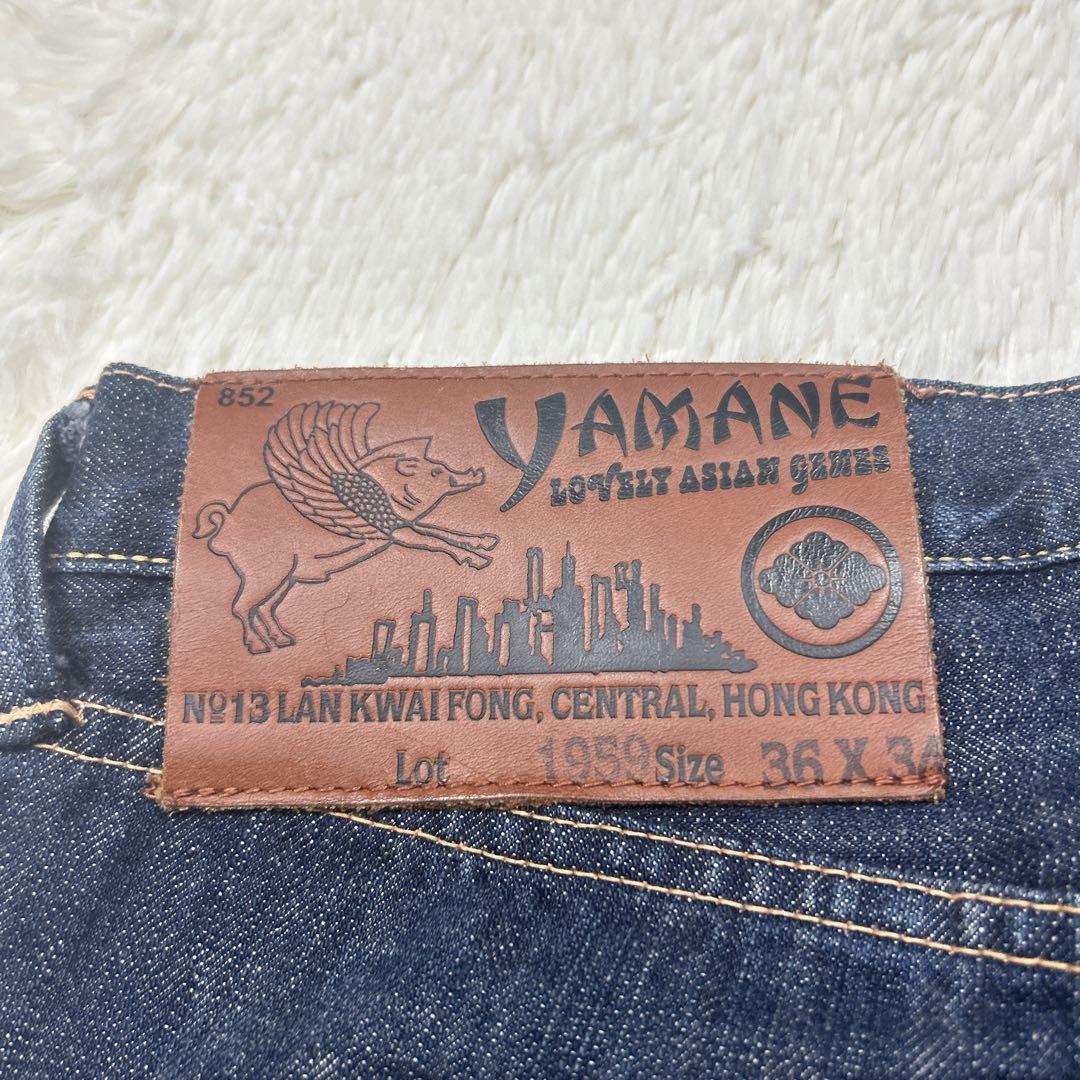 852
YAMANE
LOVELY ASIAN GENES
No13 LAN KWAI FONG, CENTRAL, HONG KONG
Lot 1959 Size 36 X 34